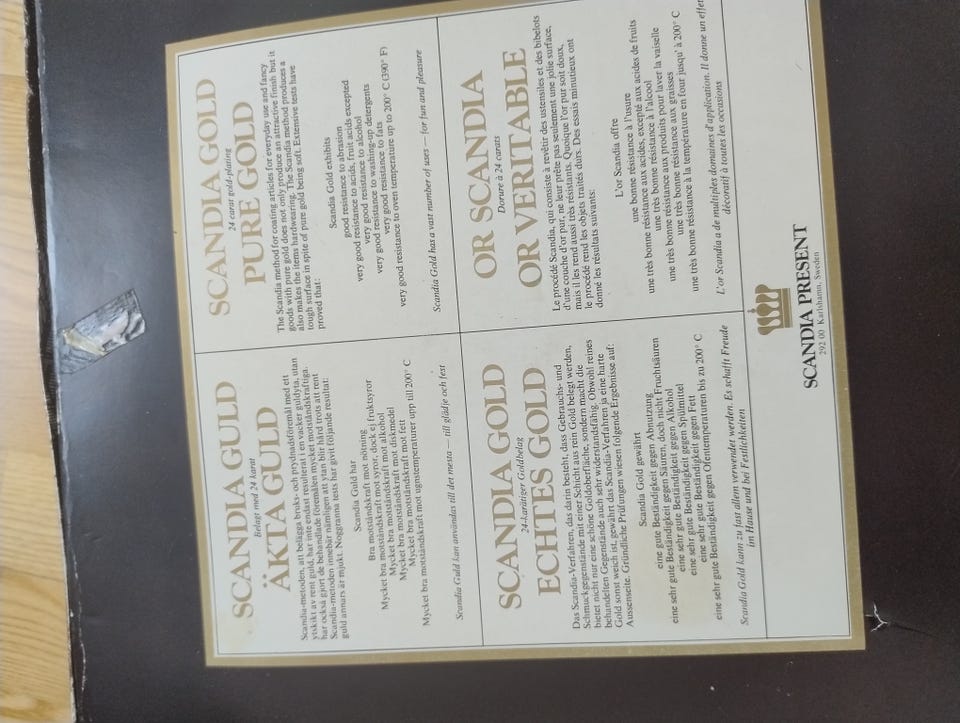 SCANDIA GULD
Belagt med 24 karat
ÄKTA GULD
Scandia-metoden, att belägga bruks- och prydnadsföremål med ett
ytskikt av rent guld, har inte endast resulterat i en vacker guldyta, utan
har också gjort de behandlade föremålen mycket motståndskraftiga.
Scandia-metoden innebär nämligen att ytan blir hård trots att rent
guld annars är mjukt. Noggranna tests har givit följande resultat:
Scandia Guld har
Bra motståndskraft mot nötning
Mycket bra motståndskraft mot syror, dock ej fruktsyror
Mycket bra motståndskraft mot alkohol
Mycket bra motståndskraft mot diskmedel
Mycket bra motståndskraft mot fett
Mycket bra motståndskraft mot ugnstemperaturer upp till 200° C
Scandia Guld kan användas till det mesta — till glädje och fest
SCANDIA GOLD
24 carat gold-plating
PURE GOLD
The Scandia method for coating articles for everyday use and fancy
goods with pure gold does not only produce an attractive finish but it
also makes the items hardwearing. The Scandia method produces a
tough surface in spite of pure gold being soft. Extensive tests have
proved that:
Scandia Gold exhibits
good resistance to abrasion
very good resistance to acids, fruit acids excepted
very good resistance to alcohol
very good resistance to washing-up detergents
very good resistance to fats
very good resistance to oven temperature up to 200° C (390° F)
Scandia Gold has a vast number of uses — for fun and pleasure
SCANDIA GOLD
24-karätiger Goldbelag
ECHTES GOLD
Das Scandia-Verfahren, das darin besteht, dass Gebrauchs- und
Schmuckgegenstände mit einer Schicht aus rein Gold belegt werden,
bietet nicht nur eine schöne Goldoberfläche, sondern macht die
behandelten Gegenstände auch sehr widerstandsfähig. Obwohl reines
Gold sonst weich ist, gewährt das Scandia-Verfahren ja eine harte
Aussenseite. Gründliche Prüfungen wiesen folgende Ergebnisse auf:
Scandia Gold gewährt
eine gute Beständigkeit gegen Abnutzung
eine sehr gute Beständigkeit gegen Säuren, doch nicht Fruchtsäuren
eine sehr gute Beständigkeit gegen Alkohol
eine sehr gute Beständigkeit gegen Spülmittel
eine sehr gute Beständigkeit gegen Fett
eine sehr gute Beständigkeit gegen Ofentemperaturen bis zu 200° C
Scandia Gold kann zu fast allem verwendet werden. Es schafft Freude
im Hause und bei Festlichkeiten
OR SCANDIA
Dorure à 24 carats
OR VERITABLE
Le procédé Scandia, qui consiste à revêtir des ustensiles et des bibelots
d'une couche d'or pur, ne leur prête pas seulement une jolie surface,
mais il les rend aussi très résistants. Quoique l'or pur soit doux,
le procédé rend les objets traités durs. Des essais minutieux ont
donné les résultats suivants:
L'or Scandia offre
une bonne résistance à l'usure
une très bonne résistance aux acides, excepté aux acides de fruits
une très bonne résistance à l'alcool
une très bonne résistance aux produits pour laver la vaiselle
une très bonne résistance aux graisses
une très bonne résistance à la température en four jusqu' à 200° C
L'or Scandia a de multiples domaines d'application. Il donne un effet
décoratif à toutes les occasions
SCANDIA PRESENT
292 00 Karlshamn, Sweden